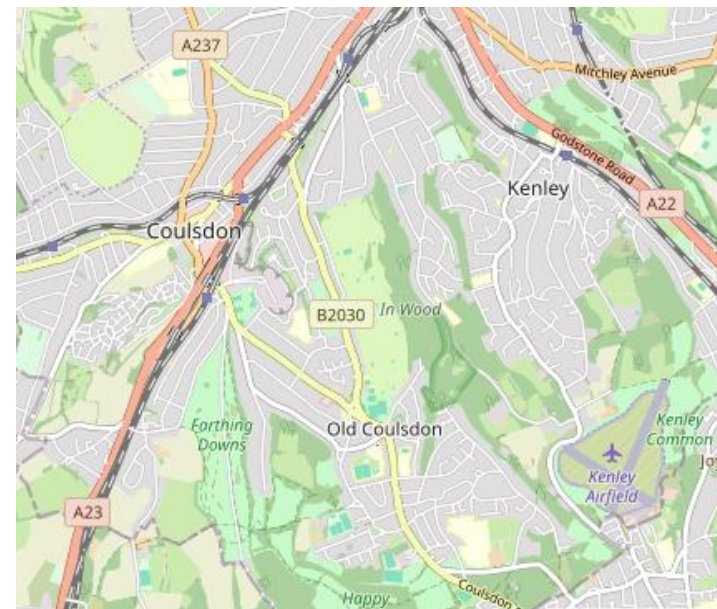 A237
Mitchley Avenue
Godstone Road
Kenley
A22
Coulsdon
B2030
In Wood
Farthing
Downs
Old Coulsdon
Kenley
Common
Kenley
Airfield
A23
Coulsdon
Happy